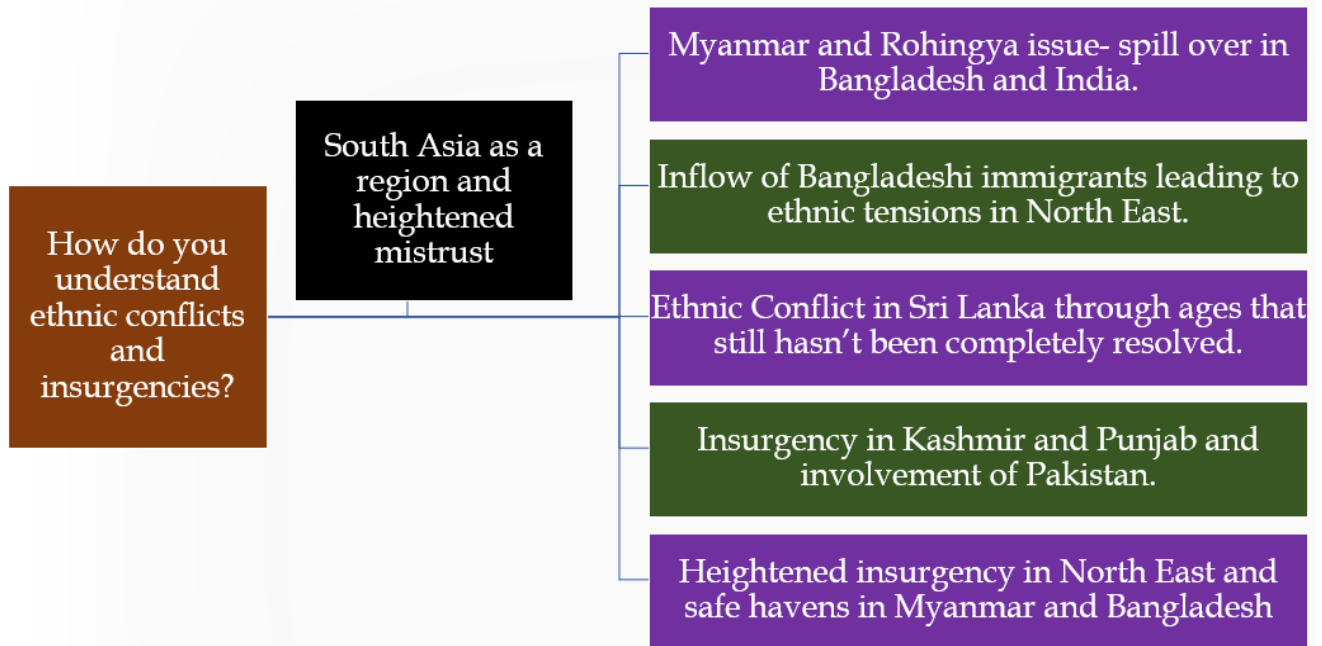 How do you
understand
ethnic conflicts
and
insurgencies?
South Asia as a
region and
heightened
mistrust
Myanmar and Rohingya issue- spill over in
Bangladesh and India.
Inflow of Bangladeshi immigrants leading to
ethnic tensions in North East.
Ethnic Conflict in Sri Lanka through ages that
still hasn’t been completely resolved.
Insurgency in Kashmir and Punjab and
involvement of Pakistan.
Heightened insurgency in North East and
safe havens in Myanmar and Bangladesh